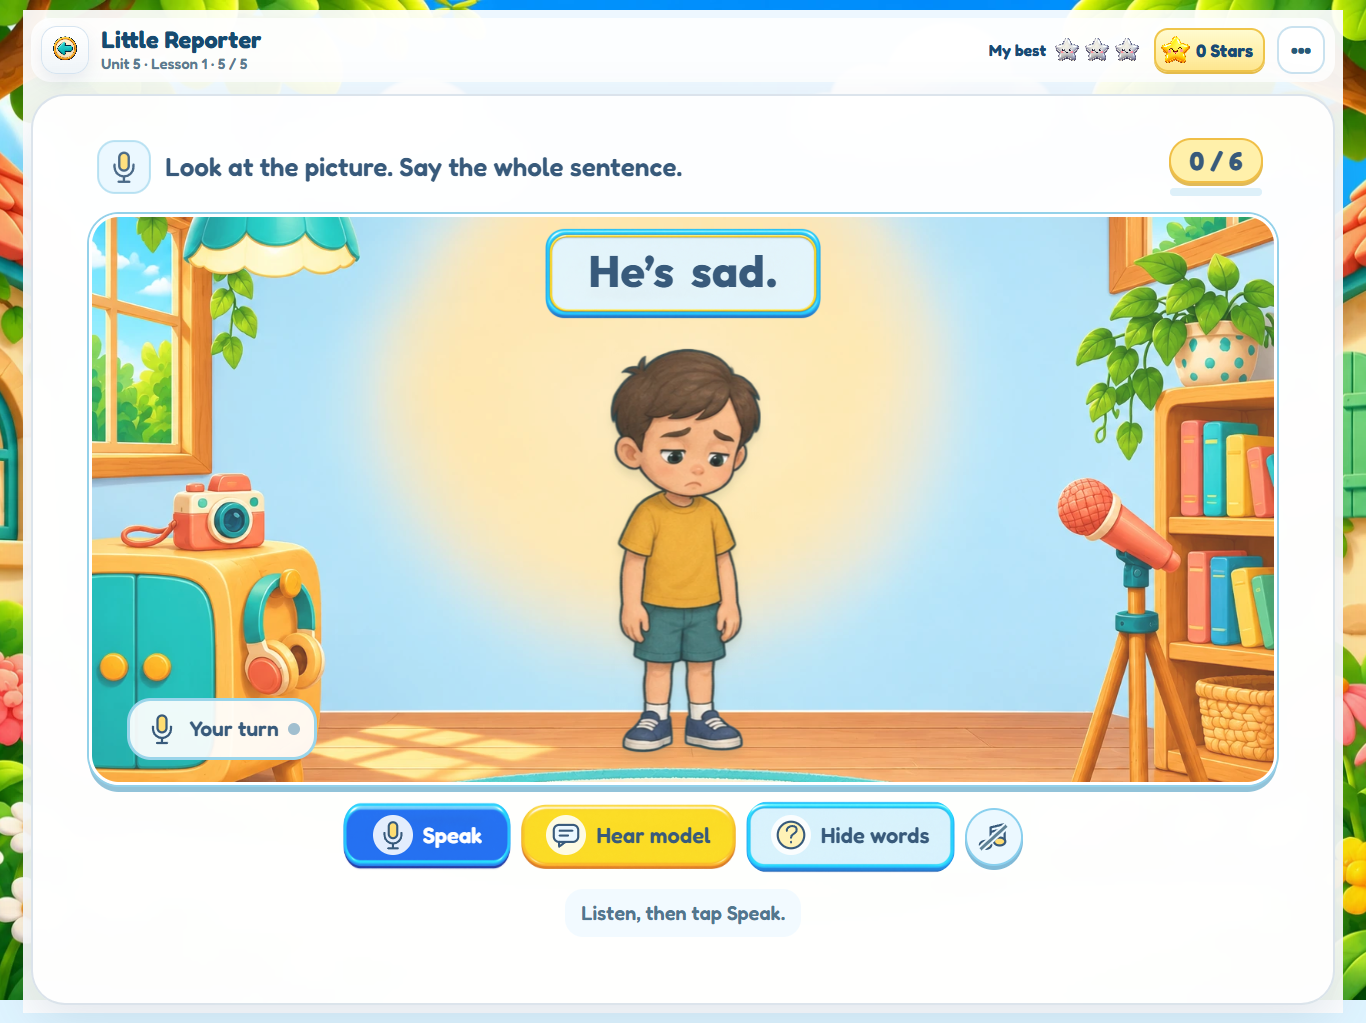 Little Reporter
Unit 5 · Lesson 1 · 5 / 5
My best
0 Stars
Look at the picture. Say the whole sentence.
0 / 6
He's sad.
Your turn
Speak
Hear model
Hide words
Listen, then tap Speak.